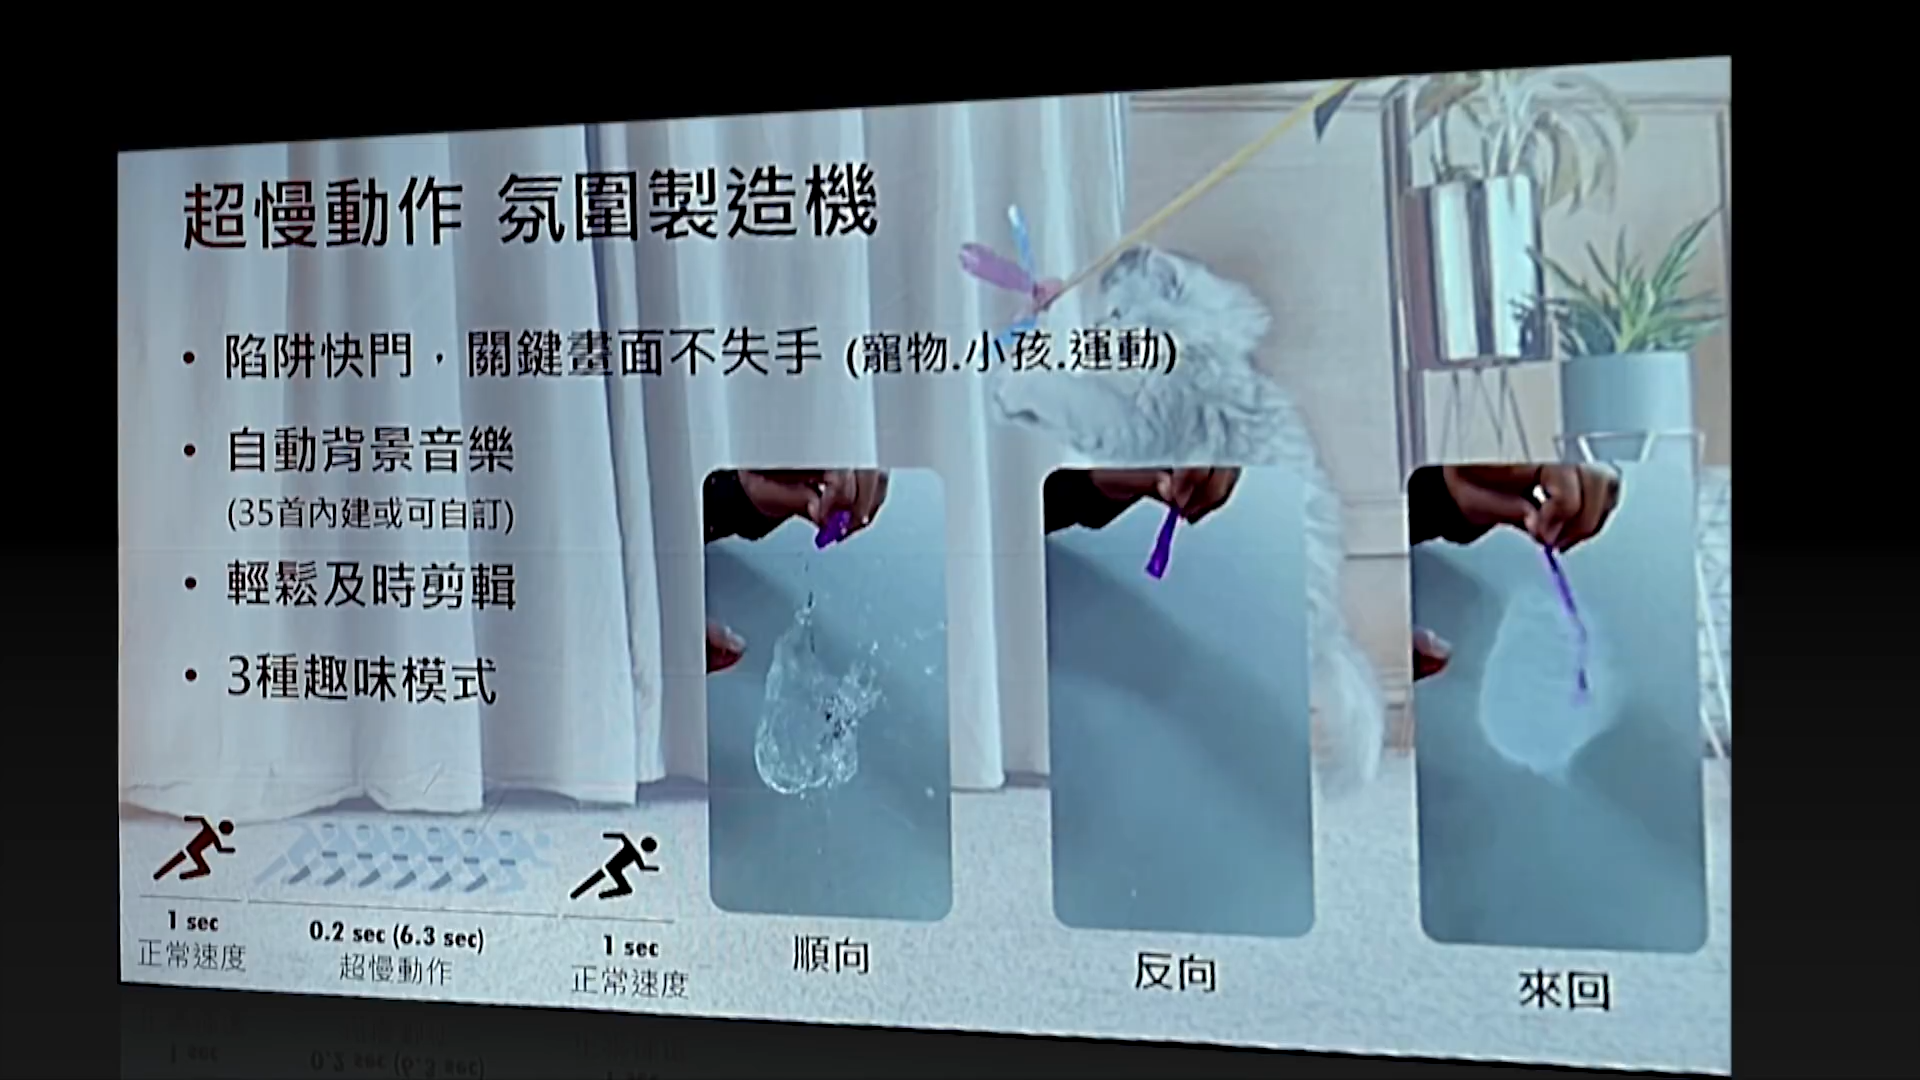 超慢動作 氛圍製造機
• 陷阱快門，關鍵畫面不失手 (寵物.小孩.運動)
• 自動背景音樂
(35首內建或可自訂)
• 輕鬆及時剪輯
• 3種趣味模式
1 sec
正常速度
0.2 sec (6.3 sec)
超慢動作
1 sec
正常速度
順向
反向
來回